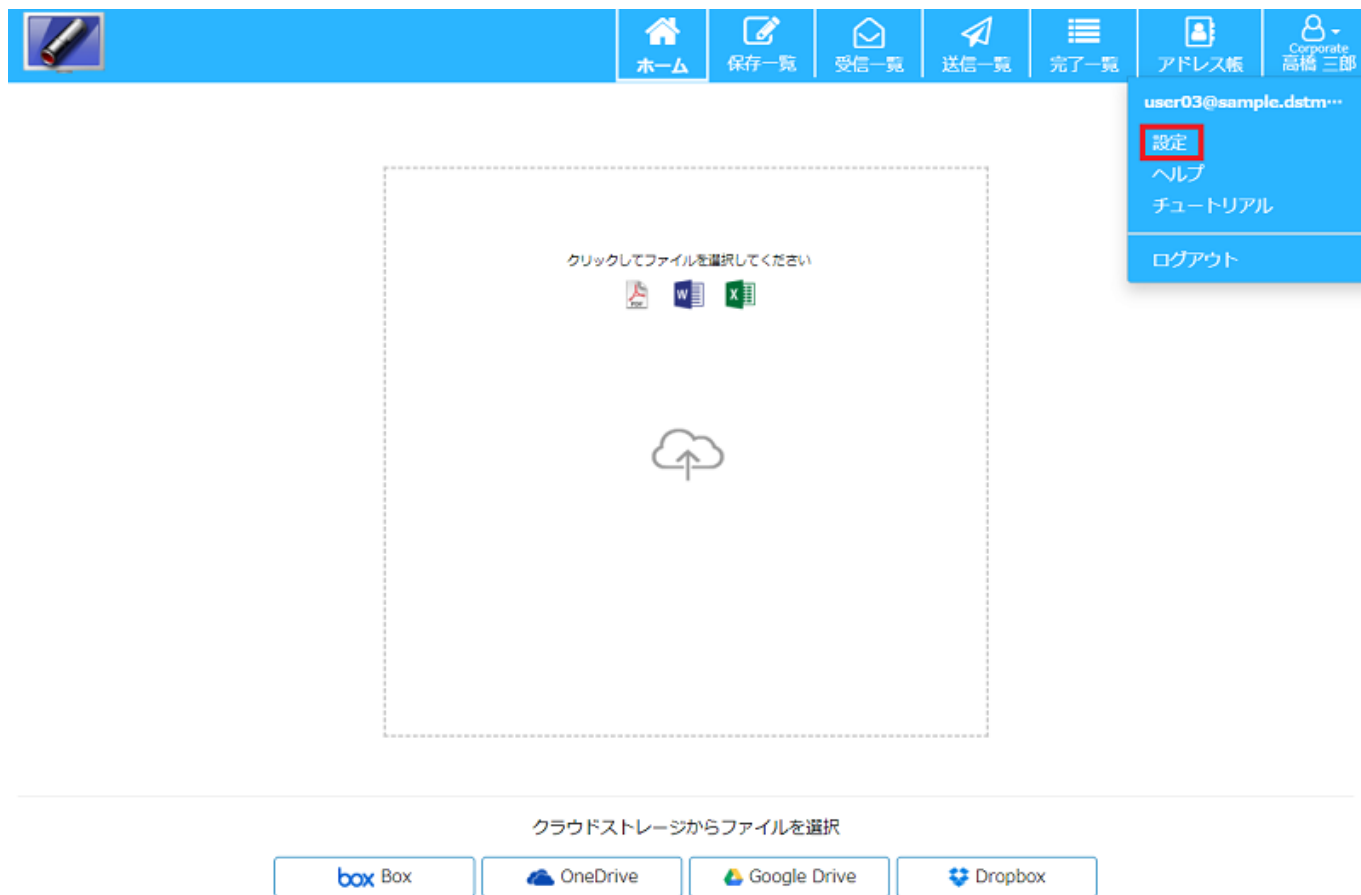 ホーム
保存一覧
受信一覧
送信一覧
完了一覧
アドレス帳
Corporate
高橋 三郎
user03@sample.dstm…
設定
ヘルプ
チュートリアル
ログアウト
クリックしてファイルを選択してください
PDF
W
X
クラウドストレージからファイルを選択
box Box
OneDrive
Google Drive
Dropbox